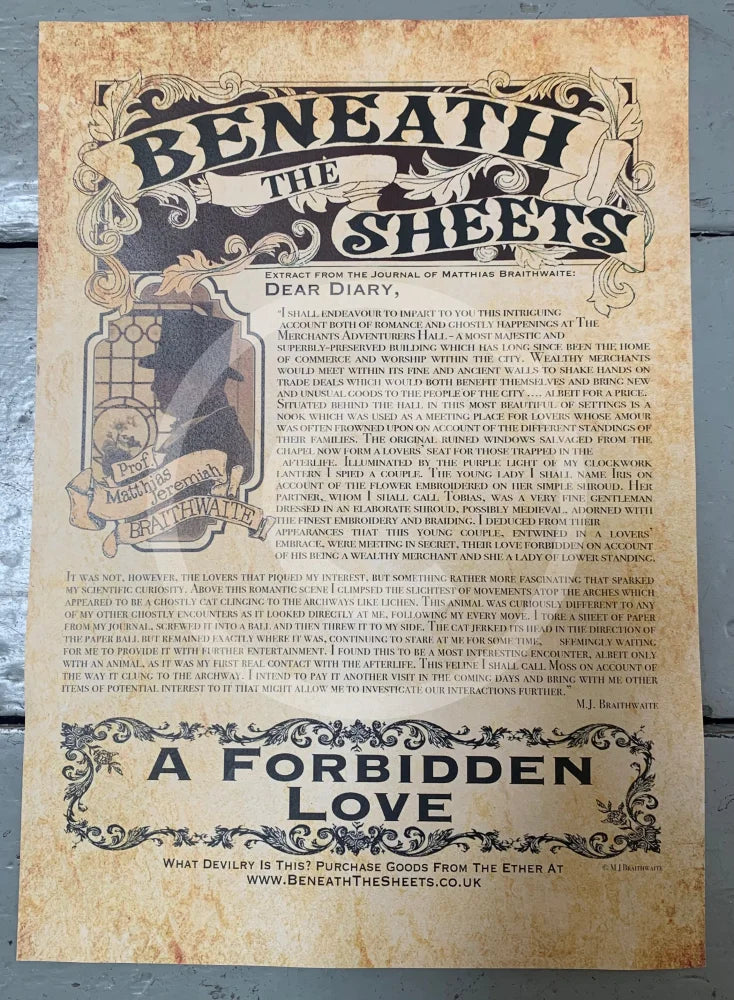 BENEATH
THE
SHEETS
EXTRACT FROM THE JOURNAL OF MATTHIAS BRAITHWAITE:
DEAR DIARY,
"I SHALL ENDEAVOUR TO IMPART TO YOU THIS INTRIGUING
ACCOUNT BOTH OF ROMANCE AND GHOSTLY HAPPENINGS AT THE
MERCHANTS ADVENTURERS HALL - A MOST MAJESTIC AND
SUPERBLY-PRESERVED BUILDING WHICH HAS LONG SINCE BEEN THE HOME
OF COMMERCE AND WORSHIP WITHIN THE CITY. WEALTHY MERCHANTS
WOULD MEET WITHIN ITS FINE AND ANCIENT WALLS TO SHAKE HANDS ON
TRADE DEALS WHICH WOULD BOTH BENEFIT THEMSELVES AND BRING NEW
AND UNUSUAL GOODS TO THE PEOPLE OF THE CITY .... ALBEIT FOR A PRICE.
SITUATED BEHIND THE HALL IN THIS MOST BEAUTIFUL OF SETTINGS IS A
NOOK WHICH WAS USED AS A MEETING PLACE FOR LOVERS WHOSE AMOUR
WAS OFTEN FROWNED UPON ON ACCOUNT OF THE DIFFERENT STANDINGS OF
THEIR FAMILIES. THE ORIGINAL RUINED WINDOWS SALVAGED FROM THE
CHAPEL NOW FORM A LOVERS' SEAT FOR THOSE TRAPPED IN THE
AFTERLIFE. ILLUMINATED BY THE PURPLE LIGHT OF MY CLOCKWORK
LANTERN I SPIED A COUPLE. THE YOUNG LADY I SHALL NAME IRIS ON
ACCOUNT OF THE FLOWER EMBROIDERED ON HER SIMPLE SHROUD. HER
PARTNER, WHOM I SHALL CALL TOBIAS, WAS A VERY FINE GENTLEMAN
DRESSED IN AN ELABORATE SHROUD, POSSIBLY MEDIEVAL, ADORNED WITH
THE FINEST EMBROIDERY AND BRAIDING. I DEDUCED FROM THEIR
APPEARANCES THAT THIS YOUNG COUPLE, ENTWINED IN A LOVERS'
EMBRACE, WERE MEETING IN SECRET, THEIR LOVE FORBIDDEN ON ACCOUNT
OF HIS BEING A WEALTHY MERCHANT AND SHE A LADY OF LOWER STANDING.
Prof.
Matthias
Jeremiah
BRAITHWAITE
IT WAS NOT, HOWEVER, THE LOVERS THAT PIQUED MY INTEREST, BUT SOMETHING RATHER MORE FASCINATING THAT SPARKED
MY SCIENTIFIC CURIOSITY. ABOVE THIS ROMANTIC SCENE I GLIMPSED THE SLIGHTEST OF MOVEMENTS ATOP THE ARCHES WHICH
APPEARED TO BE A GHOSTLY CAT CLINGING TO THE ARCHWAYS LIKE LICHEN. THIS ANIMAL WAS CURIOUSLY DIFFERENT TO ANY
OF MY OTHER GHOSTLY ENCOUNTERS AS IT LOOKED DIRECTLY AT ME, FOLLOWING MY EVERY MOVE. I TORE A SHEET OF PAPER
FROM MY JOURNAL, SCREWED IT INTO A BALL AND THEN THREW IT TO MY SIDE. THE CAT JERKED ITS HEAD IN THE DIRECTION OF
THE PAPER BALL BUT REMAINED EXACTLY WHERE IT WAS, CONTINUING TO STARE AT ME FOR SOME TIME, SEEMINGLY WAITING
FOR ME TO PROVIDE IT WITH FURTHER ENTERTAINMENT. I FOUND THIS TO BE A MOST INTERESTING ENCOUNTER, ALBEIT ONLY
WITH AN ANIMAL, AS IT WAS MY FIRST REAL CONTACT WITH THE AFTERLIFE. THIS FELINE I SHALL CALL MOSS ON ACCOUNT OF
THE WAY IT CLUNG TO THE ARCHWAY. I INTEND TO PAY IT ANOTHER VISIT IN THE COMING DAYS AND BRING WITH ME OTHER
ITEMS OF POTENTIAL INTEREST TO IT THAT MIGHT ALLOW ME TO INVESTIGATE OUR INTERACTIONS FURTHER."
M.J. BRAITHWAITE
A FORBIDDEN
LOVE
WHAT DEVILRY IS THIS? PURCHASE GOODS FROM THE ETHER AT
WWW.BENEATHTHESHEETS.CO.UK
© M J BRAITHWAITE